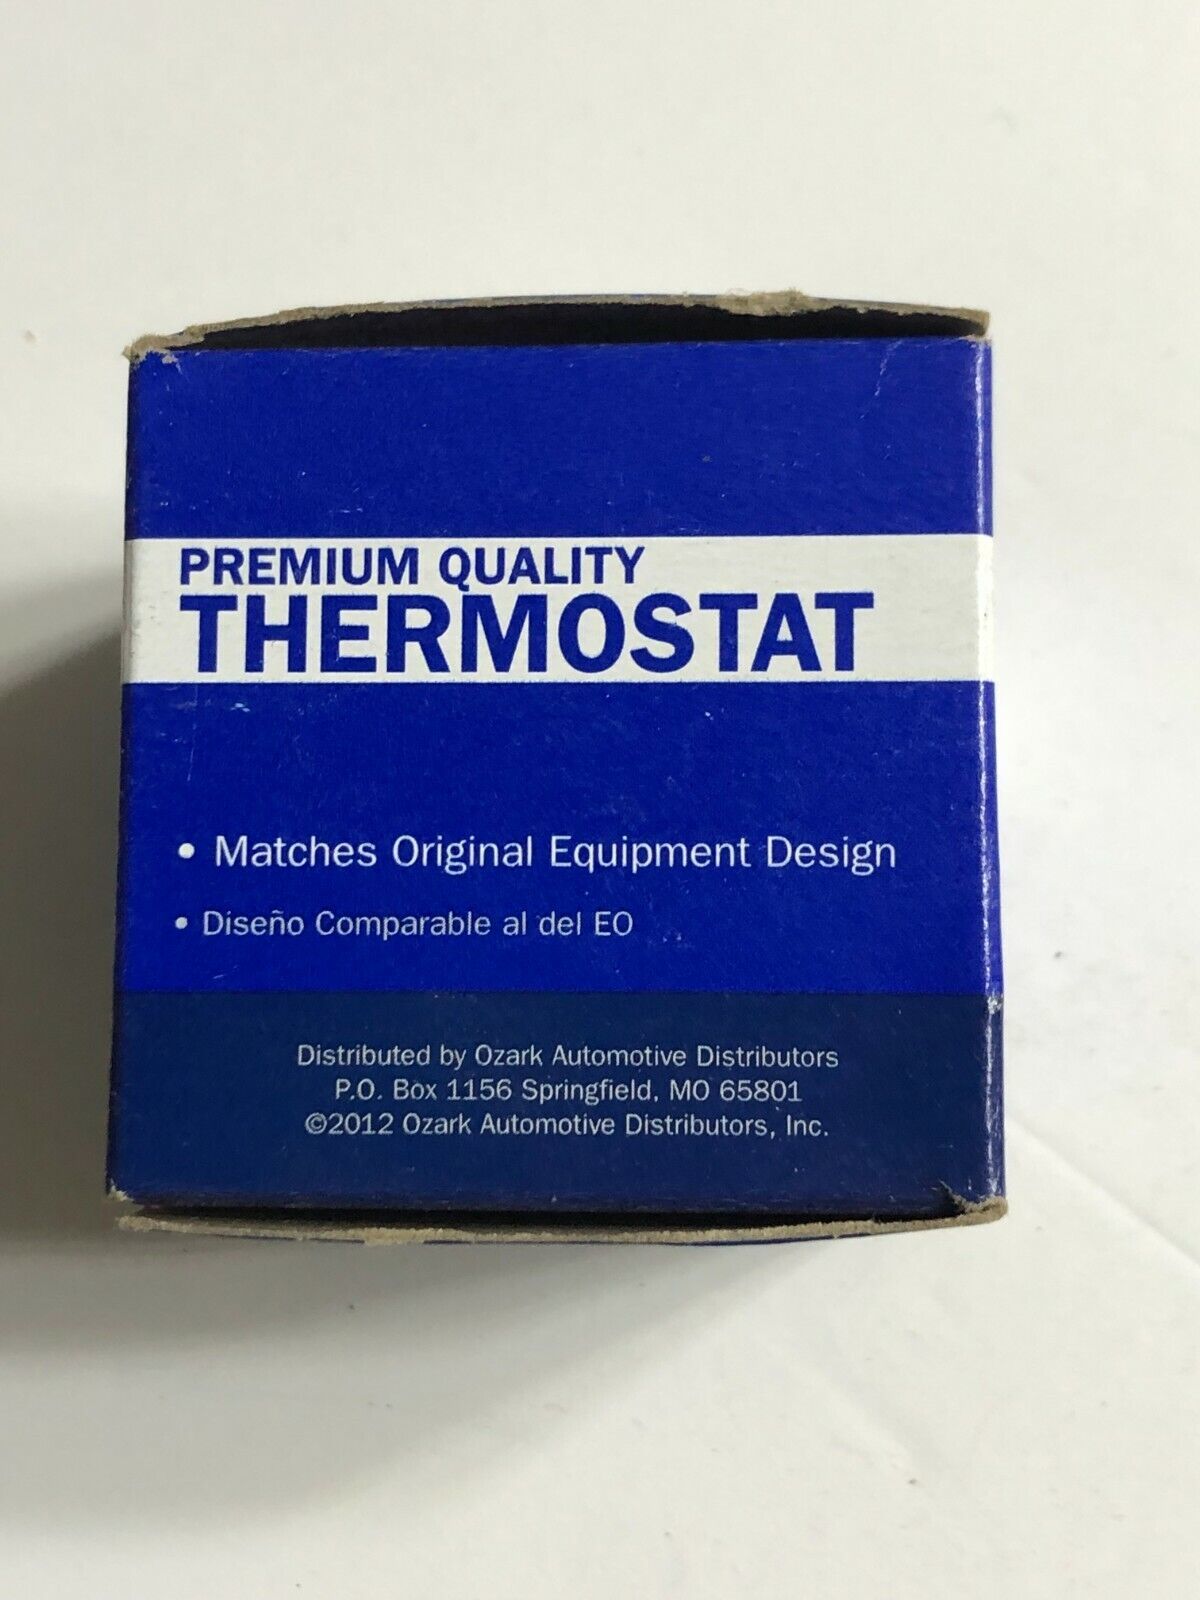 PREMIUM QUALITY
THERMOSTAT
• Matches Original Equipment Design
• Diseño Comparable al del EO
Distributed by Ozark Automotive Distributors
P.O. Box 1156 Springfield, MO 65801
©2012 Ozark Automotive Distributors, Inc.